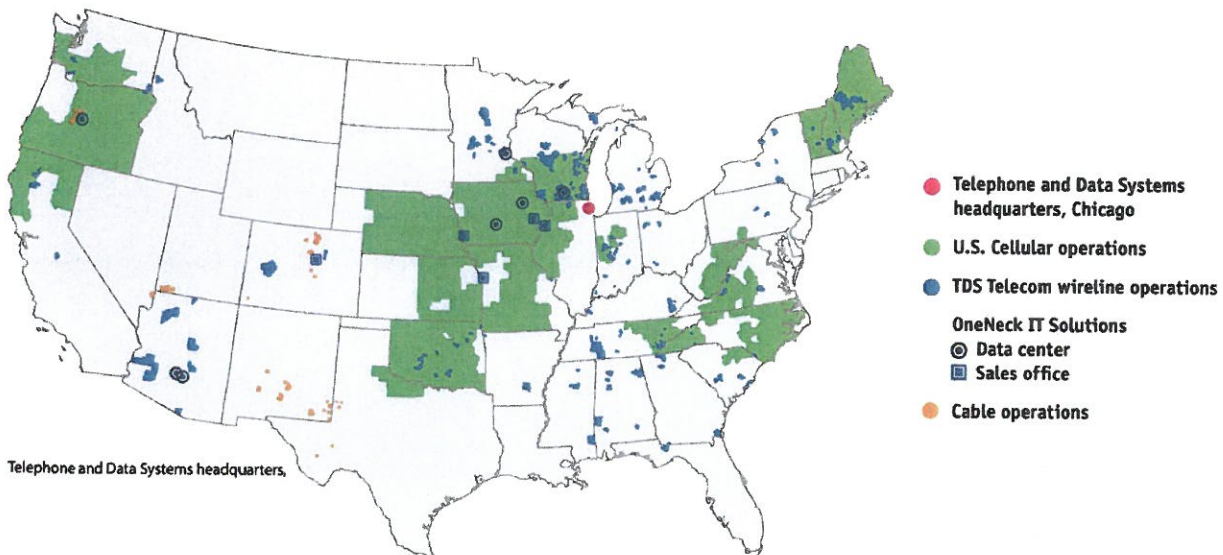 Telephone and Data Systems
headquarters, Chicago
U.S. Cellular operations
TDS Telecom wireline operations
OneNeck IT Solutions
Data center
Sales office
Cable operations
Telephone and Data Systems headquarters,